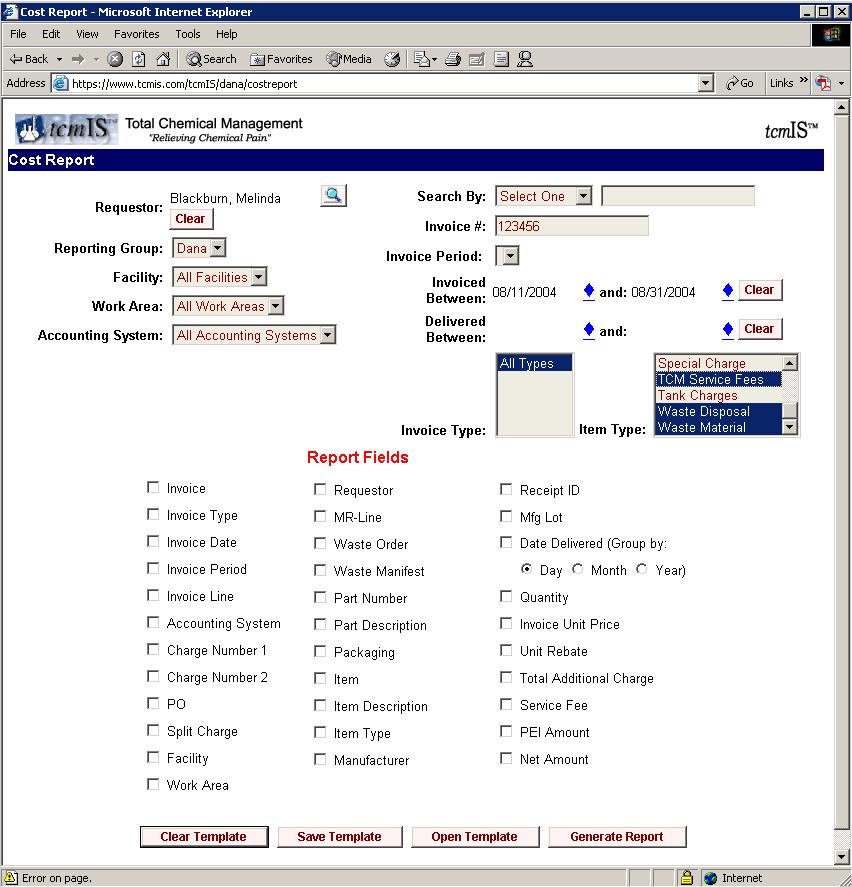 Cost Report - Microsoft Internet Explorer
File Edit View Favorites Tools Help
Back Search Favorites Media
Address https://www.tcmis.com/tcmIS/dana/costreport Go Links »
tcmIS™ Total Chemical Management
"Relieving Chemical Pain"
tcmIS™
Cost Report
Requestor: Blackburn, Melinda
Clear
Reporting Group: Dana
Facility: All Facilities
Work Area: All Work Areas
Accounting System: All Accounting Systems
Search By: Select One
Invoice #: 123456
Invoice Period:
Invoiced Between: 08/11/2004 and: 08/31/2004 Clear
Delivered Between: and: Clear
Invoice Type: All Types
Item Type: Special Charge
TCM Service Fees
Tank Charges
Waste Disposal
Waste Material
Report Fields
Invoice
Invoice Type
Invoice Date
Invoice Period
Invoice Line
Accounting System
Charge Number 1
Charge Number 2
PO
Split Charge
Facility
Work Area
Requestor
MR-Line
Waste Order
Waste Manifest
Part Number
Part Description
Packaging
Item
Item Description
Item Type
Manufacturer
Receipt ID
Mfg Lot
Date Delivered (Group by:
Day Month Year)
Quantity
Invoice Unit Price
Unit Rebate
Total Additional Charge
Service Fee
PEI Amount
Net Amount
Clear Template Save Template Open Template Generate Report
Error on page. Internet